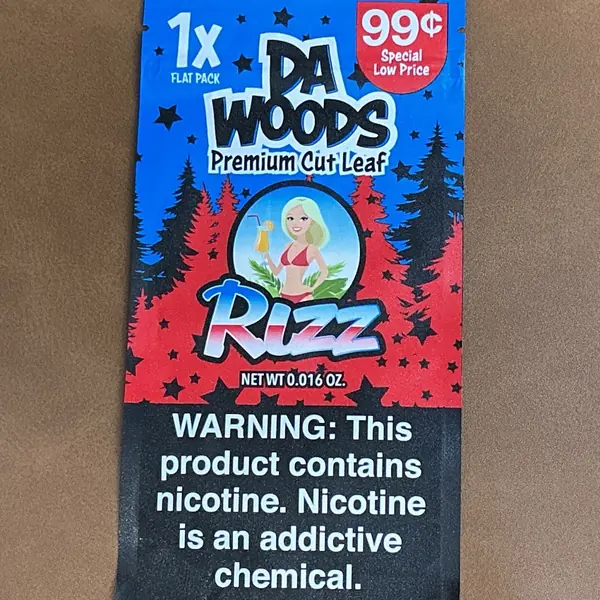 1X
FLAT PACK
99¢
Special
Low Price
DA
WOODS
Premium Cut Leaf
Rizz
NET WT 0.016 OZ.
WARNING: This
product contains
nicotine. Nicotine
is an addictive
chemical.